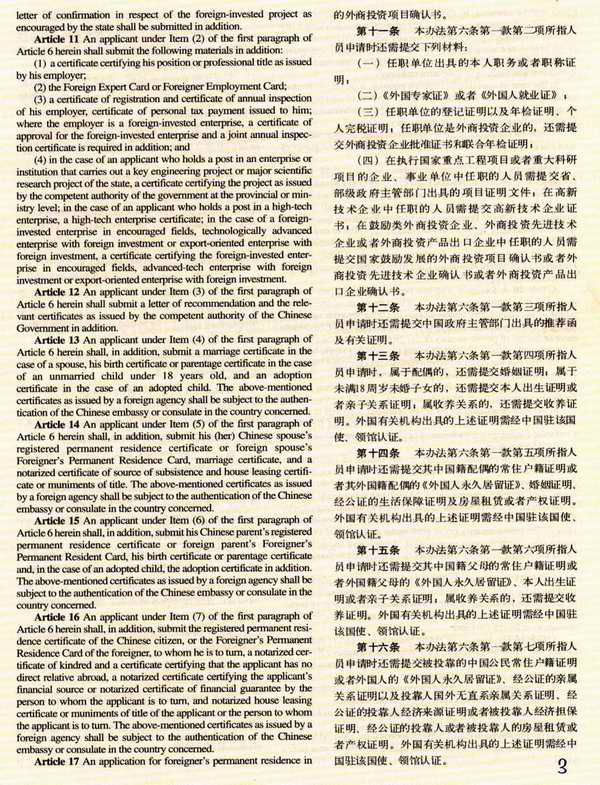 letter of confirmation in respect of the foreign-invested project as
encouraged by the state shall be submitted in addition.
Article 11 An applicant under Item (2) of the first paragraph of
Article 6 herein shall submit the following materials in addition:
(1) a certificate certifying his position or professional title as issued
by his employer;
(2) the Foreign Expert Card or Foreigner Employment Card;
(3) a certificate of registration and certificate of annual inspection
of his employer, certificate of personal tax payment issued to him;
where the employer is a foreign-invested enterprise, a certificate of
approval for the foreign-invested enterprise and a joint annual inspec-
tion certificate is required in addition; and
(4) in the case of an applicant who holds a post in an enterprise or
institution that carries out a key engineering project or major scientific
research project of the state, a certificate certifying the project as issued
by the competent authority of the government at the provincial or min-
istry level; in the case of an applicant who holds a post in a high-tech
enterprise, a high-tech enterprise certificate; in the case of a foreign-
invested enterprise in encouraged fields, technologically advanced
enterprise with foreign investment or export-oriented enterprise with
foreign investment, a certificate certifying the foreign-invested enter-
prise in encouraged fields, advanced-tech enterprise with foreign
investment or export-oriented enterprise with foreign investment.
Article 12 An applicant under Item (3) of the first paragraph of
Article 6 herein shall submit a letter of recommendation and the rele-
vant certificates as issued by the competent authority of the Chinese
Government in addition.
Article 13 An applicant under Item (4) of the first paragraph of
Article 6 herein shall, in addition, submit a marriage certificate in the
case of a spouse, his birth certificate or parentage certificate in the case
of an unmarried child under 18 years old, and an adoption
certificate in the case of an adopted child. The above-mentioned
certificates as issued by a foreign agency shall be subject to the authen-
tication of the Chinese embassy or consulate in the country concerned.
Article 14 An applicant under Item (5) of the first paragraph of
Article 6 herein shall, in addition, submit his (her) Chinese spouse's
registered permanent residence certificate or foreign spouse's
Foreigner's Permanent Residence Card, marriage certificate, and a
notarized certificate of source of subsistence and house leasing certifi-
cate or muniments of title. The above-mentioned certificates as issued
by a foreign agency shall be subject to the authentication of the Chinese
embassy or consulate in the country concerned.
Article 15 An applicant under Item (6) of the first paragraph of
Article 6 herein shall, in addition, submit his Chinese parent's registered
permanent residence certificate or foreign parent's Foreigner's
Permanent Resident Card, his birth certificate or parentage certificate
and, in the case of an adopted child, the adoption certificate in addition.
The above-mentioned certificates as issued by a foreign agency shall be
subject to the authentication of the Chinese embassy or consulate in the
country concerned.
Article 16 An applicant under Item (7) of the first paragraph of
Article 6 herein shall, in addition, submit the registered permanent resi-
dence certificate of the Chinese citizen, or the Foreigner's Permanent
Residence Card of the foreigner, to whom he is to turn, a notarized cer-
tificate of kindred and a certificate certifying that the applicant has no
direct relative abroad, a notarized certificate certifying the applicant's
financial source or notarized certificate of financial guarantee by the
person to whom the applicant is to turn, and notarized house leasing
certificate or muniments of title of the applicant or the person to whom
the applicant is to turn. The above-mentioned certificates as issued by a
foreign agency shall be subject to the authentication of the Chinese
embassy or consulate in the country concerned.
Article 17 An application for foreigner's permanent residence in
的外商投资项目确认书。
第十一条 本办法第六条第一款第二项所指人
员申请时还需提交下列材料：
（一）任职单位出具的本人职务或者职称证
明；
（二）《外国专家证》或者《外国人就业证》；
（三）任职单位的登记证明以及年检证明、个
人完税证明；任职单位是外商投资企业的，还需提
交外商投资企业批准证书和联合年检证明；
（四）在执行国家重点工程项目或者重大科研
项目的企业、事业单位中任职的人员需提交省、
部级政府主管部门出具的项目证明文件；在高新
技术企业中任职的人员需提交高新技术企业证
书；在鼓励类外商投资企业、外商投资先进技术
企业或者外商投资产品出口企业中任职的人员需
提交国家鼓励发展的外商投资项目确认书或者外
商投资先进技术企业确认书或者外商投资产品出
口企业确认书。
第十二条 本办法第六条第一款第三项所指人
员申请时还需提交中国政府主管部门出具的推荐函
及有关证明。
第十三条 本办法第六条第一款第四项所指人
员申请时，属于配偶的，还需提交婚姻证明；属于
未满18周岁未婚子女的，还需提交本人出生证明或
者亲子关系证明；属收养关系的，还需提交收养证
明。外国有关机构出具的上述证明需经中国驻该国
使、领馆认证。
第十四条 本办法第六条第一款第五项所指人
员申请时还需提交其中国籍配偶的常住户籍证明或
者其外国籍配偶的《外国人永久居留证》、婚姻证明、
经公证的生活保障证明及房屋租赁或者产权证明。
外国有关机构出具的上述证明需经中国驻该国使、
领馆认证。
第十五条 本办法第六条第一款第六项所指人
员申请时还需提交其中国籍父母的常住户籍证明或
者外国籍父母的《外国人永久居留证》、本人出生证
明或者亲子关系证明；属收养关系的，还需提交收
养证明。外国有关机构出具的上述证明需经中国驻
该国使、领馆认证。
第十六条 本办法第六条第一款第七项所指人
员申请时还需提交被投靠的中国公民常住户籍证明
或者外国人的《外国人永久居留证》、经公证的亲属
关系证明以及投靠人国外无直系亲属关系证明、经
公证的投靠人经济来源证明或者被投靠人经济担保
证明、经公证的投靠人或者被投靠人的房屋租赁或
者产权证明。外国有关机构出具的上述证明需经中
国驻该国使、领馆认证。
3